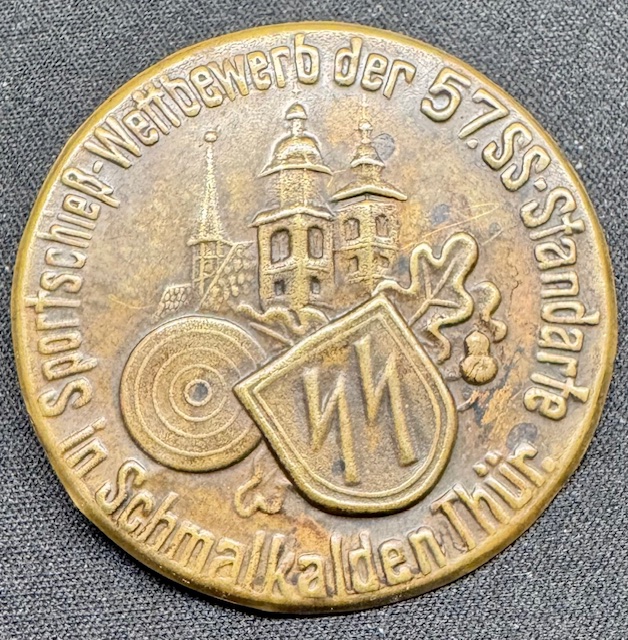 Sportschieß-Wettbewerb der 57. SS-Standarte
in Schmalkalden Thür.